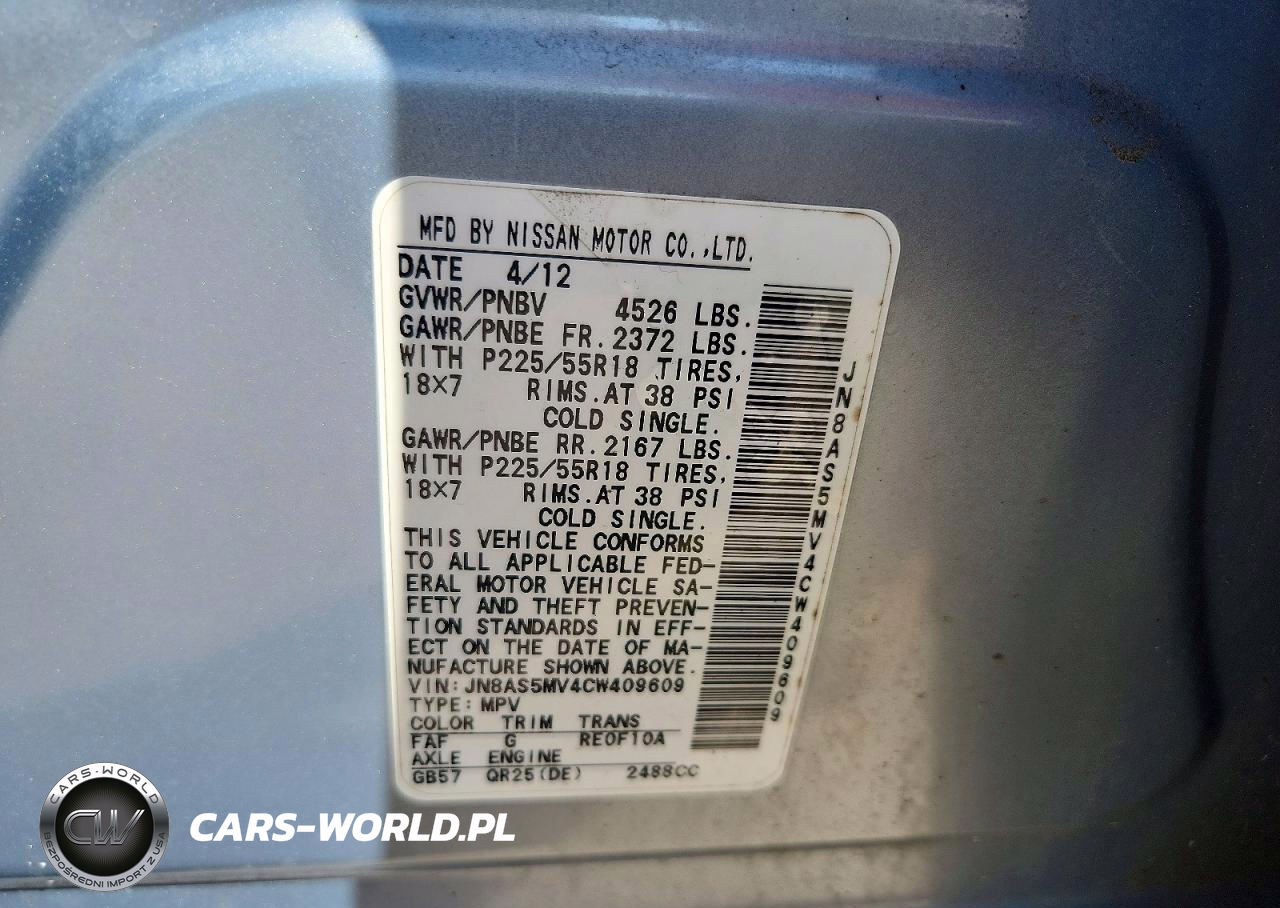 MFD BY NISSAN MOTOR CO.,LTD.
DATE 4/12
GVWR/PNBV 4526 LBS.
GAWR/PNBE FR. 2372 LBS.
WITH P225/55R18 TIRES,
18×7 RIMS.AT 38 PSI
COLD SINGLE.
GAWR/PNBE RR. 2167 LBS.
WITH P225/55R18 TIRES,
18×7 RIMS.AT 38 PSI
COLD SINGLE.
THIS VEHICLE CONFORMS
TO ALL APPLICABLE FED-
ERAL MOTOR VEHICLE SA-
FETY AND THEFT PREVEN-
TION STANDARDS IN EFF-
ECT ON THE DATE OF MA-
NUFACTURE SHOWN ABOVE.
VIN: JN8AS5MV4CW409609
TYPE: MPV
COLOR TRIM TRANS
FAF G RE0F10A
AXLE ENGINE
GB57 QR25(DE) 2488CC
JN8AS5MV4CW409609
CARS-WORLD
CW
BEZPOŚREDNI IMPORT Z USA
CARS-WORLD.PL